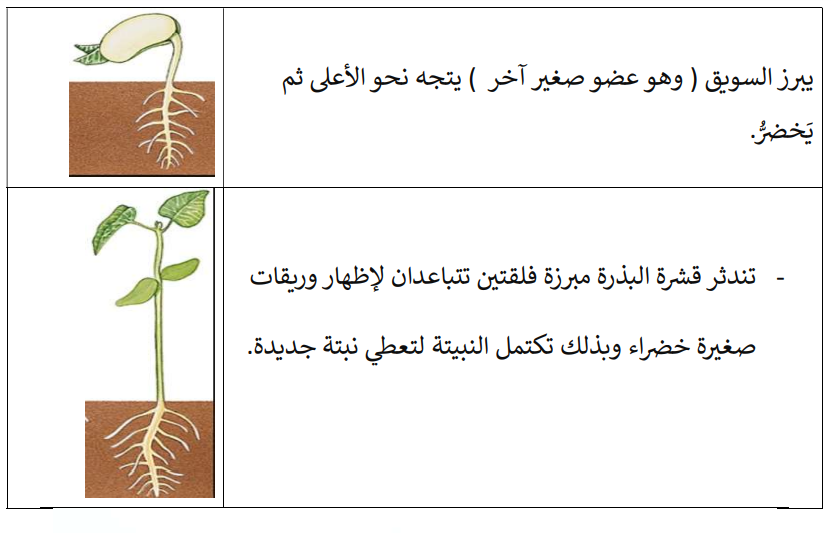 يبرز السويق ( وهو عضو صغير آخر ) يتجه نحو الأعلى ثم
يَخضرُّ.
- تندثر قشرة البذرة مبرزة فلقتين تتباعدان لإظهار وريقات
صغيرة خضراء وبذلك تكتمل النبيتة لتعطي نبتة جديدة.